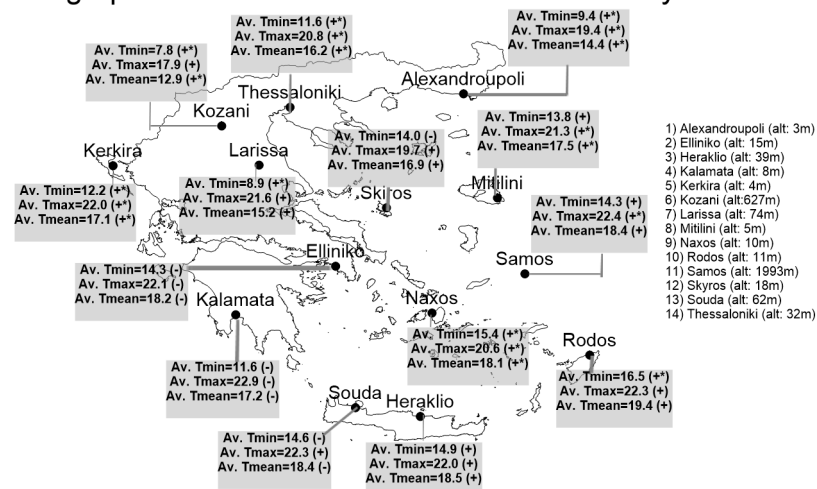 Av. Tmin=11.6 (+*)
Av. Tmax=20.8 (+*)
Av. Tmean=16.2 (+*)
Av. Tmin=9.4 (+*)
Av. Tmax=19.4 (+*)
Av. Tmean=14.4 (+*)
Av. Tmin=7.8 (+*)
Av. Tmax=17.9 (+)
Av. Tmean=12.9 (+*)
Alexandroupoli
Thessaloniki
Kozani
Av. Tmin=13.8 (+)
Av. Tmax=21.3 (+*)
Av. Tmean=17.5 (+*)
Av. Tmin=14.0 (-)
Av. Tmax=19.7 (+)
Av. Tmean=16.9 (+)
Kerkira
Larissa
Av. Tmin=12.2 (+*)
Av. Tmax=22.0 (+*)
Av. Tmean=17.1 (+*)
Av. Tmin=8.9 (+*)
Av. Tmax=21.6 (+)
Av. Tmean=15.2 (+)
Skiros
Mitilini
Av. Tmin=14.3 (+)
Av. Tmax=22.4 (+*)
Av. Tmean=18.4 (+)
Elliniko
Samos
Av. Tmin=14.3 (-)
Av. Tmax=22.1 (-)
Av. Tmean=18.2 (-)
Kalamata
Naxos
Av. Tmin=15.4 (+*)
Av. Tmax=20.6 (+*)
Av. Tmean=18.1 (+*)
Rodos
Av. Tmin=16.5 (+*)
Av. Tmax=22.3 (+)
Av. Tmean=19.4 (+)
Av. Tmin=11.6 (-)
Av. Tmax=22.9 (-)
Av. Tmean=17.2 (-)
Souda
Heraklio
Av. Tmin=14.6 (-)
Av. Tmax=22.3 (+)
Av. Tmean=18.4 (-)
Av. Tmin=14.9 (+)
Av. Tmax=22.0 (+)
Av. Tmean=18.5 (+)
1) Alexandroupoli (alt: 3m)
2) Elliniko (alt: 15m)
3) Heraklio (alt: 39m)
4) Kalamata (alt: 8m)
5) Kerkira (alt: 4m)
6) Kozani (alt:627m)
7) Larissa (alt: 74m)
8) Mitilini (alt: 5m)
9) Naxos (alt: 10m)
10) Rodos (alt: 11m)
11) Samos (alt: 1993m)
12) Skyros (alt: 18m)
13) Souda (alt: 62m)
14) Thessaloniki (alt: 32m)